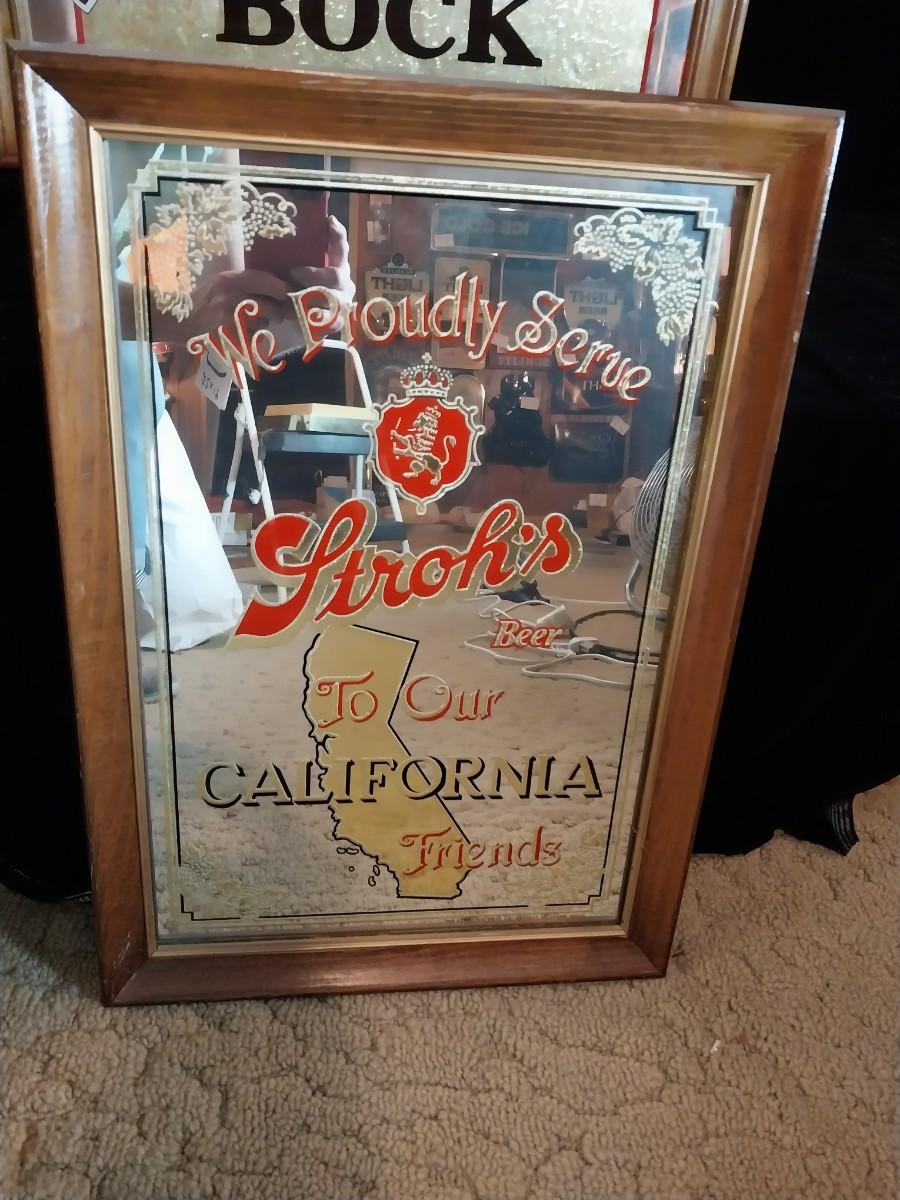 BOCK
We Proudly Serve
Stroh's
Beer
To Our
CALIFORNIA
Friends